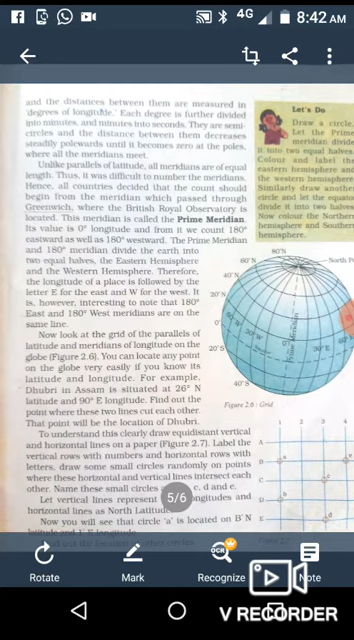 4G 8:42 AM
and the distances between them are measured in
'degrees of longitude.' Each degree is further divided
into minutes, and minutes into seconds. They are semi-
circles and the distance between them decreases
steadily polewards until it becomes zero at the poles,
where all the meridians meet.
Unlike parallels of latitude, all meridians are of equal
length. Thus, it was difficult to number the meridians.
Hence, all countries decided that the count should
begin from the meridian which passed through
Greenwich, where the British Royal Observatory is
located. This meridian is called the Prime Meridian.
Its value is 0° longitude and from it we count 180°
eastward as well as 180° westward. The Prime Meridian
and 180° meridian divide the earth into
two equal halves, the Eastern Hemisphere
and the Western Hemisphere. Therefore,
the longitude of a place is followed by the
letter E for the east and W for the west. It
is, however, interesting to note that 180°
East and 180° West meridians are on the
same line.
Now look at the grid of the parallels of
latitude and meridians of longitude on the
globe (Figure 2.6). You can locate any point
on the globe very easily if you know its
latitude and longitude. For example,
Dhubri in Assam is situated at 26° N
latitude and 90° E longitude. Find out the
point where these two lines cut each other.
That point will be the location of Dhubri.
To understand this clearly draw equidistant vertical
and horizontal lines on a paper (Figure 2.7). Label the
vertical rows with numbers and horizontal rows with
letters, draw some small circles randomly on points
where these horizontal and vertical lines intersect each
other. Name these small circles c, d and e.
Let vertical lines represent ongitudes and
horizontal lines as North Latitude
Now you will see that circle 'a' is located on B° N
latitude and 1° E longitude.
Let's Do
Draw a circle.
Let the Prime
meridian divide
it into two equal halves.
Colour and label the
eastern hemisphere and
the western hemisphere
Similarly draw another
circle and let the equator
divide it into two halves
Now colour the Northern
hemisphere and Southern
hemisphere.
90°N
60°N
North P
40°N
20°N
0°
20°S
40°S
Prime Meridian
30°E
Figure 2.6 : Grid
1 2 3 4
A
B a e
C c
D b
E d
5/6
Rotate
Mark
OCR
Recognize
Note
V RECORDER